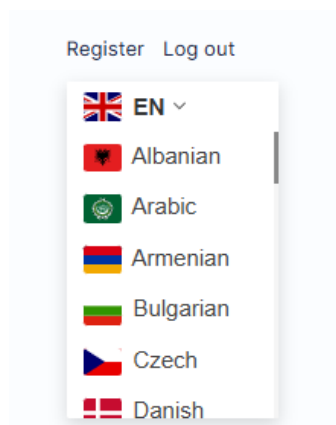 Register Log out
EN
Albanian
Arabic
Armenian
Bulgarian
Czech
Danish